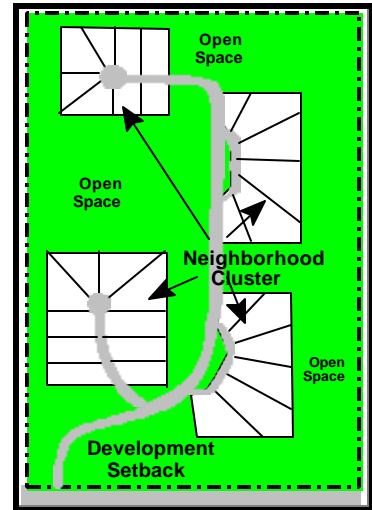 Open
Space
Open
Space
Neighborhood
Cluster
Open
Space
Development
Setback